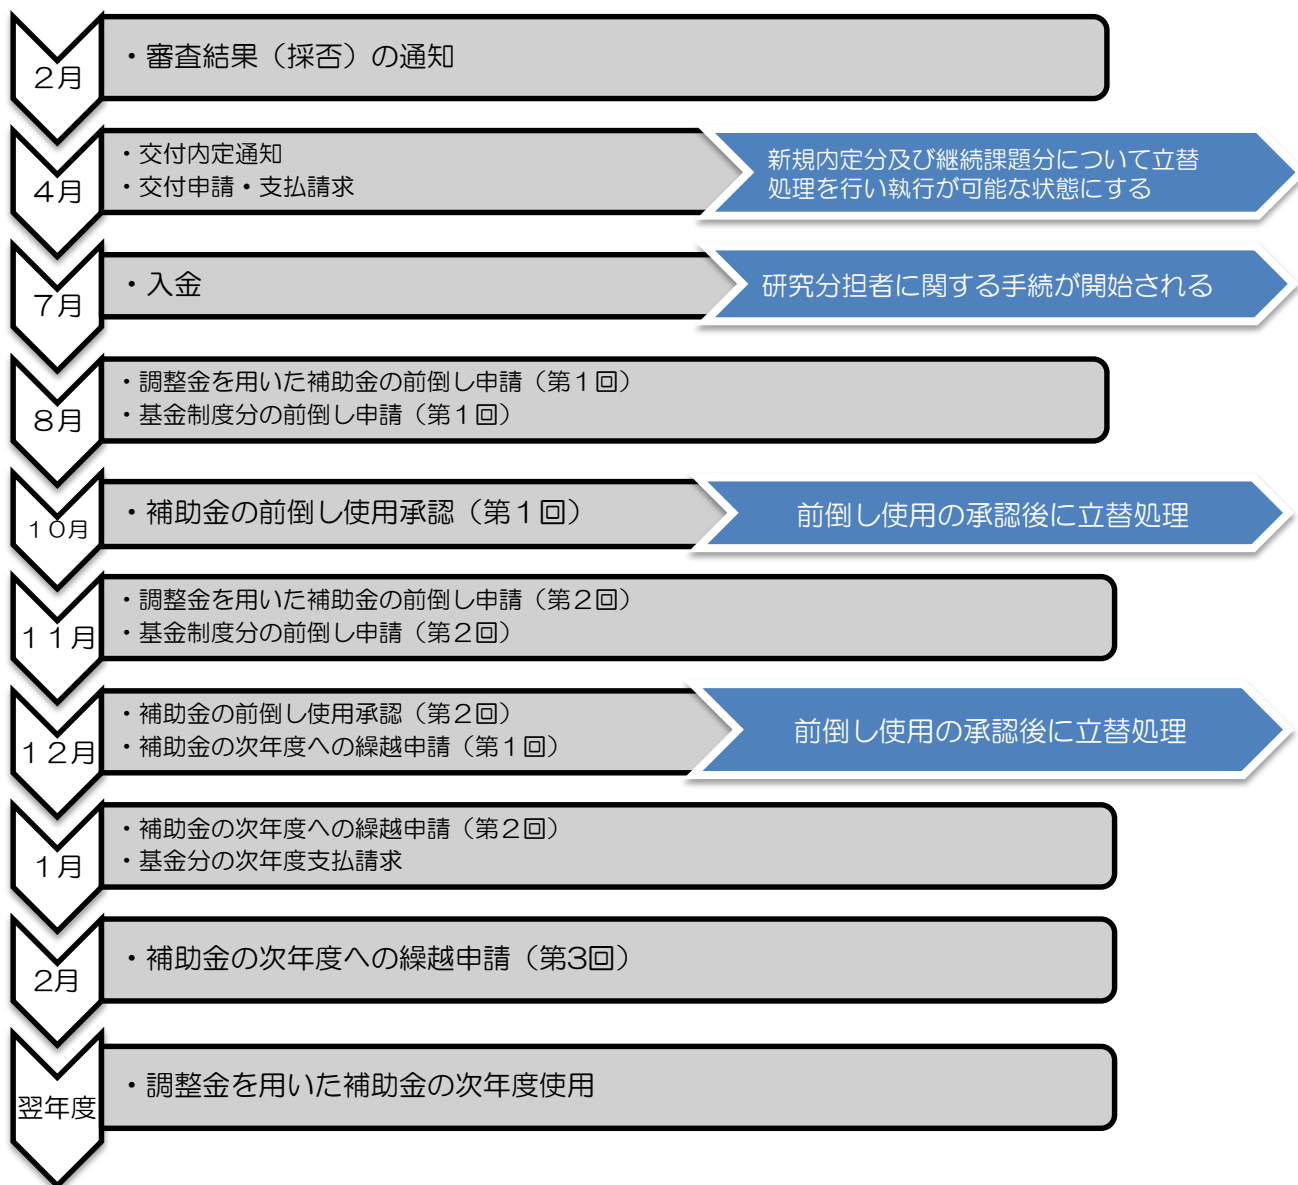 2月
・審査結果（採否）の通知
4月
・交付内定通知
・交付申請・支払請求
新規内定分及び継続課題分について立替
処理を行い執行が可能な状態にする
7月
・入金
研究分担者に関する手続が開始される
8月
・調整金を用いた補助金の前倒し申請（第１回）
・基金制度分の前倒し申請（第１回）
１０月
・補助金の前倒し使用承認（第１回）
前倒し使用の承認後に立替処理
１１月
・調整金を用いた補助金の前倒し申請（第２回）
・基金制度分の前倒し申請（第２回）
１２月
・補助金の前倒し使用承認（第２回）
・補助金の次年度への繰越申請（第１回）
前倒し使用の承認後に立替処理
１月
・補助金の次年度への繰越申請（第２回）
・基金分の次年度支払請求
2月
・補助金の次年度への繰越申請（第3回）
翌年度
・調整金を用いた補助金の次年度使用